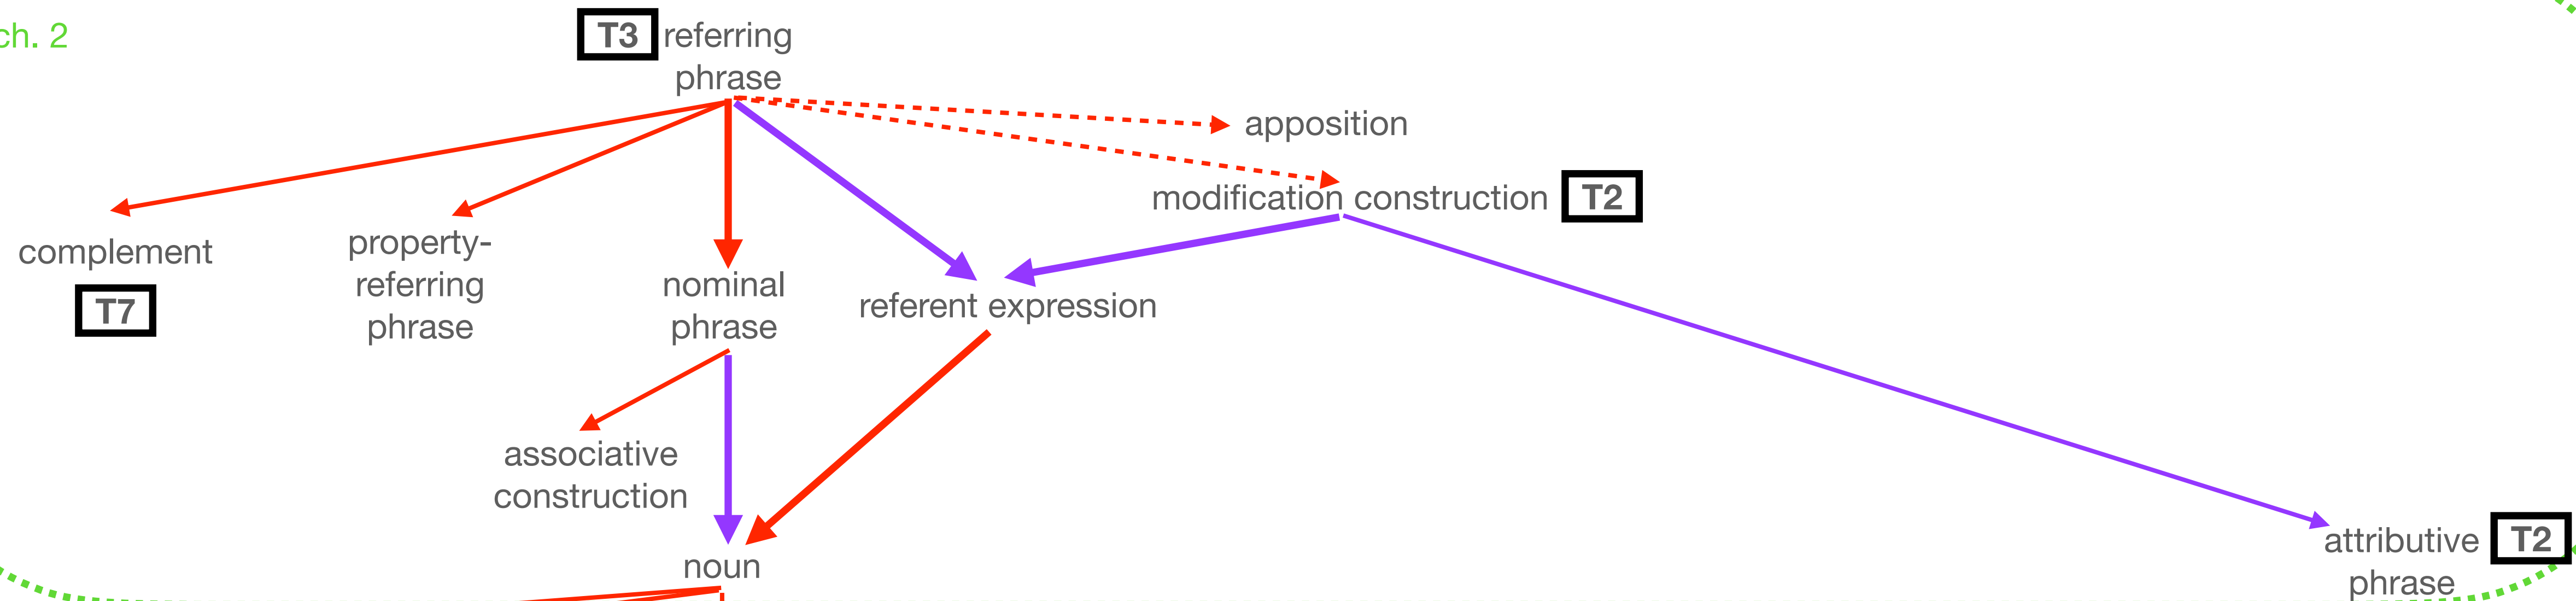 ch. 2
T3 referring
phrase
apposition
modification construction T2
complement
T7
property-
referring
phrase
nominal
phrase
referent expression
associative
construction
noun
attributive T2
phrase